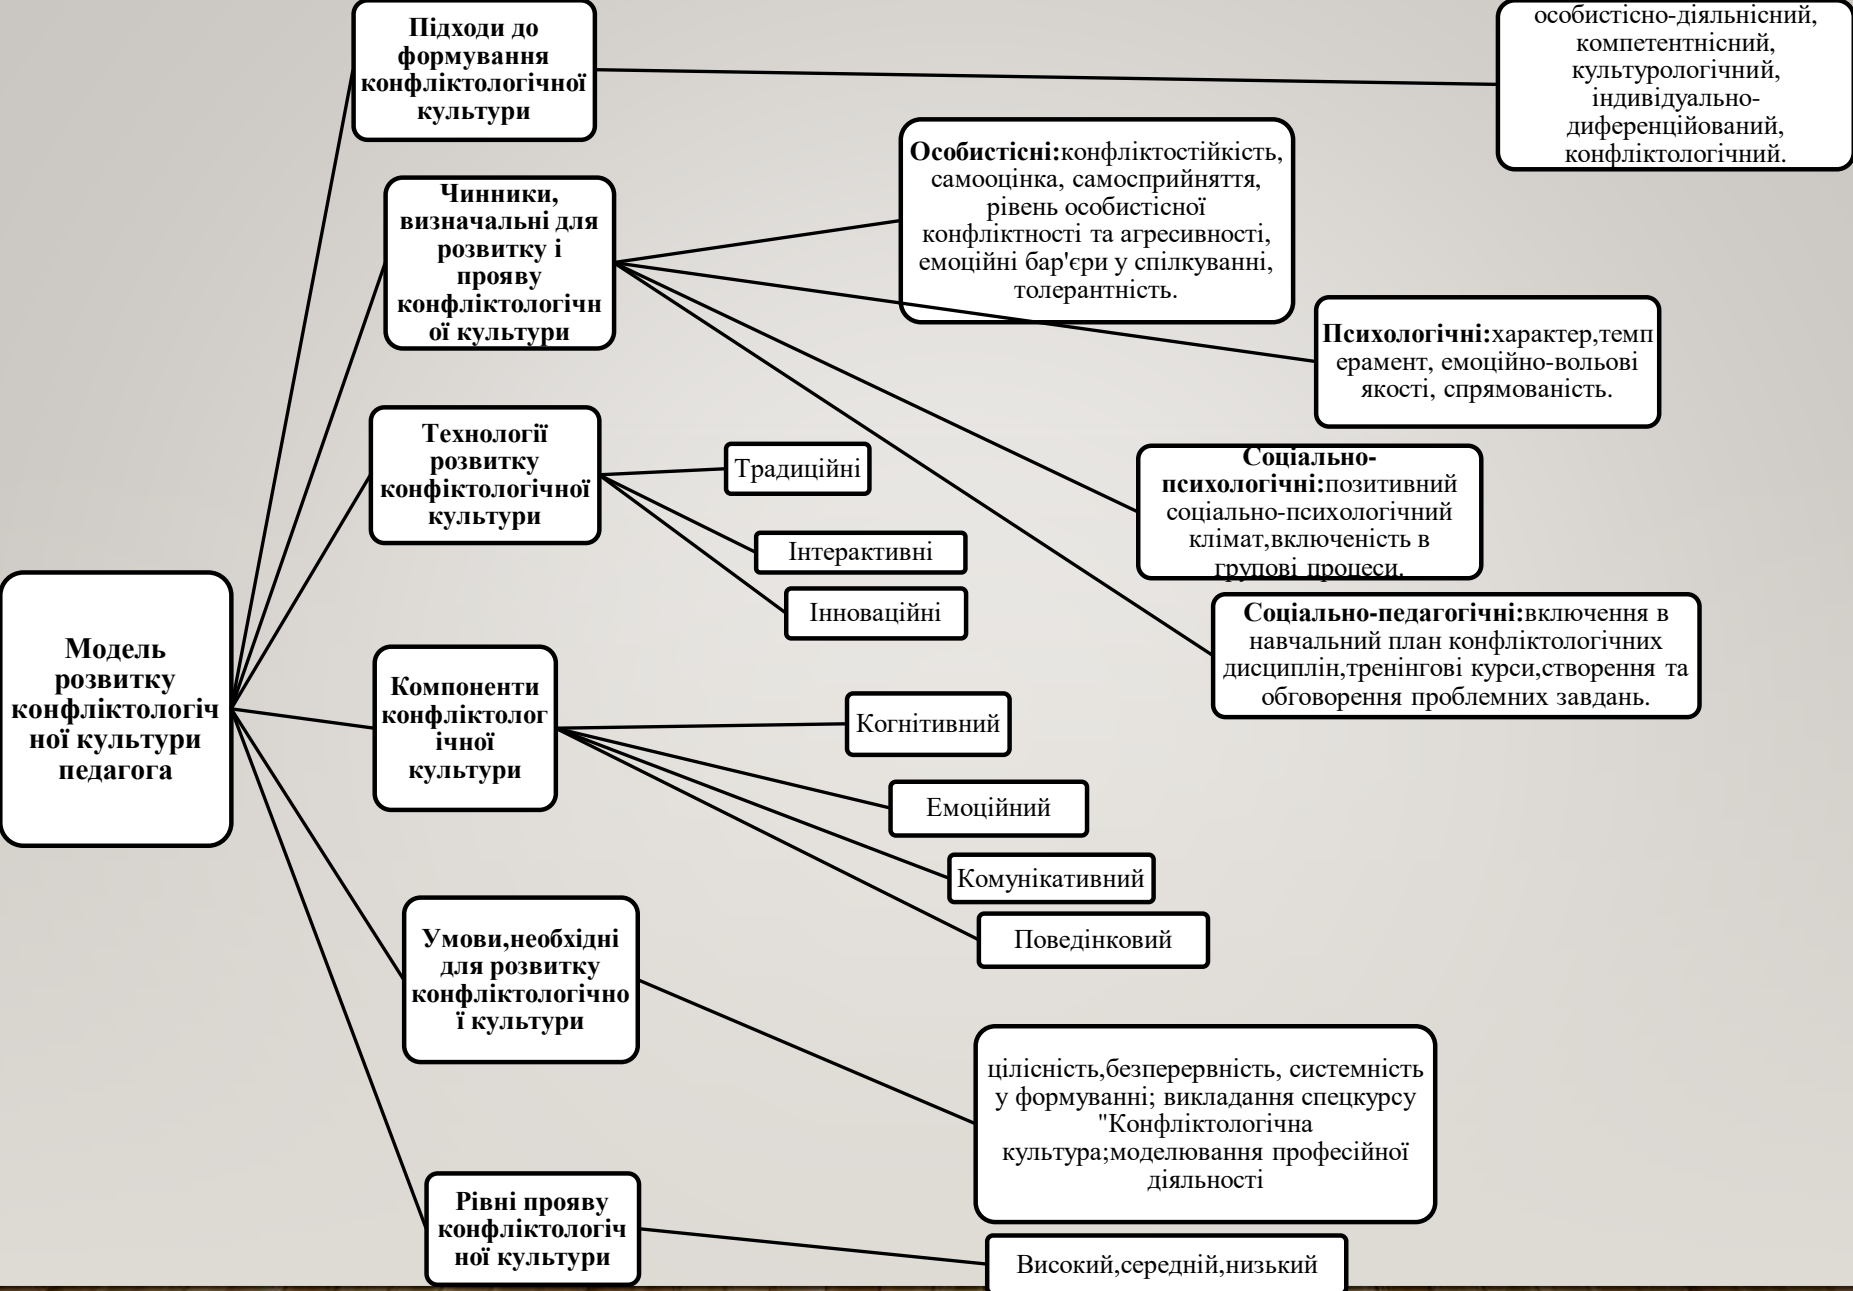 Підходи до
формування
конфліктологічної
культури
особистісно-діяльнісний,
компетентнісний,
культурологічний,
індивідуально-
диференційований,
конфліктологічний.
Чинники,
визначальні для
розвитку і
прояву
конфліктологічн
ої культури
Особистісні:конфліктостійкість,
самооцінка, самосприйняття,
рівень особистісної
конфліктності та агресивності,
емоційні бар'єри у спілкуванні,
толерантність.
Психологічні:характер,темп
ерамент, емоційно-вольові
якості, спрямованість.
Соціально-
психологічні:позитивний
соціально-психологічний
клімат,включеність в
групові процеси.
Соціально-педагогічні:включення в
навчальний план конфліктологічних
дисциплін,тренінгові курси,створення та
обговорення проблемних завдань.
Технології
розвитку
конфіктологічної
культури
Традиційні
Інтерактивні
Інноваційні
Модель
розвитку
конфліктологіч
ної культури
педагога
Компоненти
конфліктолог
ічної
культури
Когнітивний
Емоційний
Комунікативний
Поведінковий
Умови,необхідні
для розвитку
конфліктологічно
ї культури
цілісність,безперервність, системність
у формуванні; викладання спецкурсу
"Конфліктологічна
культура;моделювання професійної
діяльності
Рівні прояву
конфліктологіч
ної культури
Високий,середній,низький